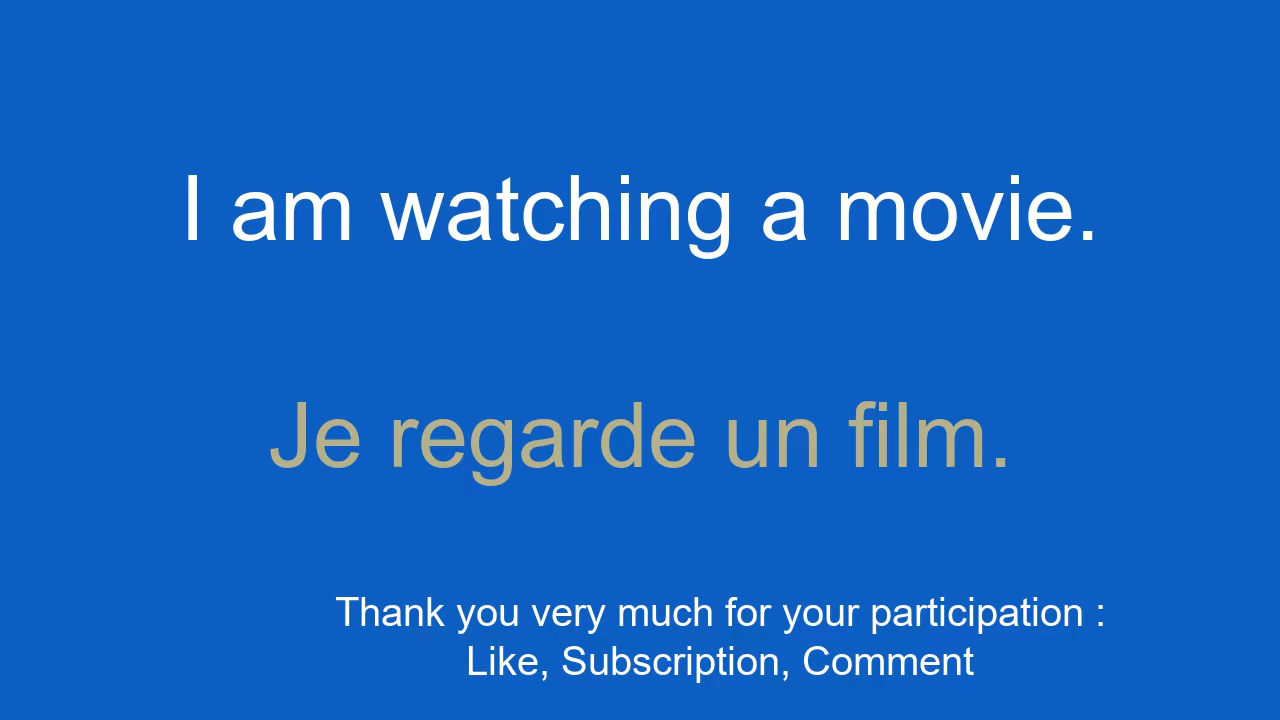 I am watching a movie.
Je regarde un film.
Thank you very much for your participation :
Like, Subscription, Comment